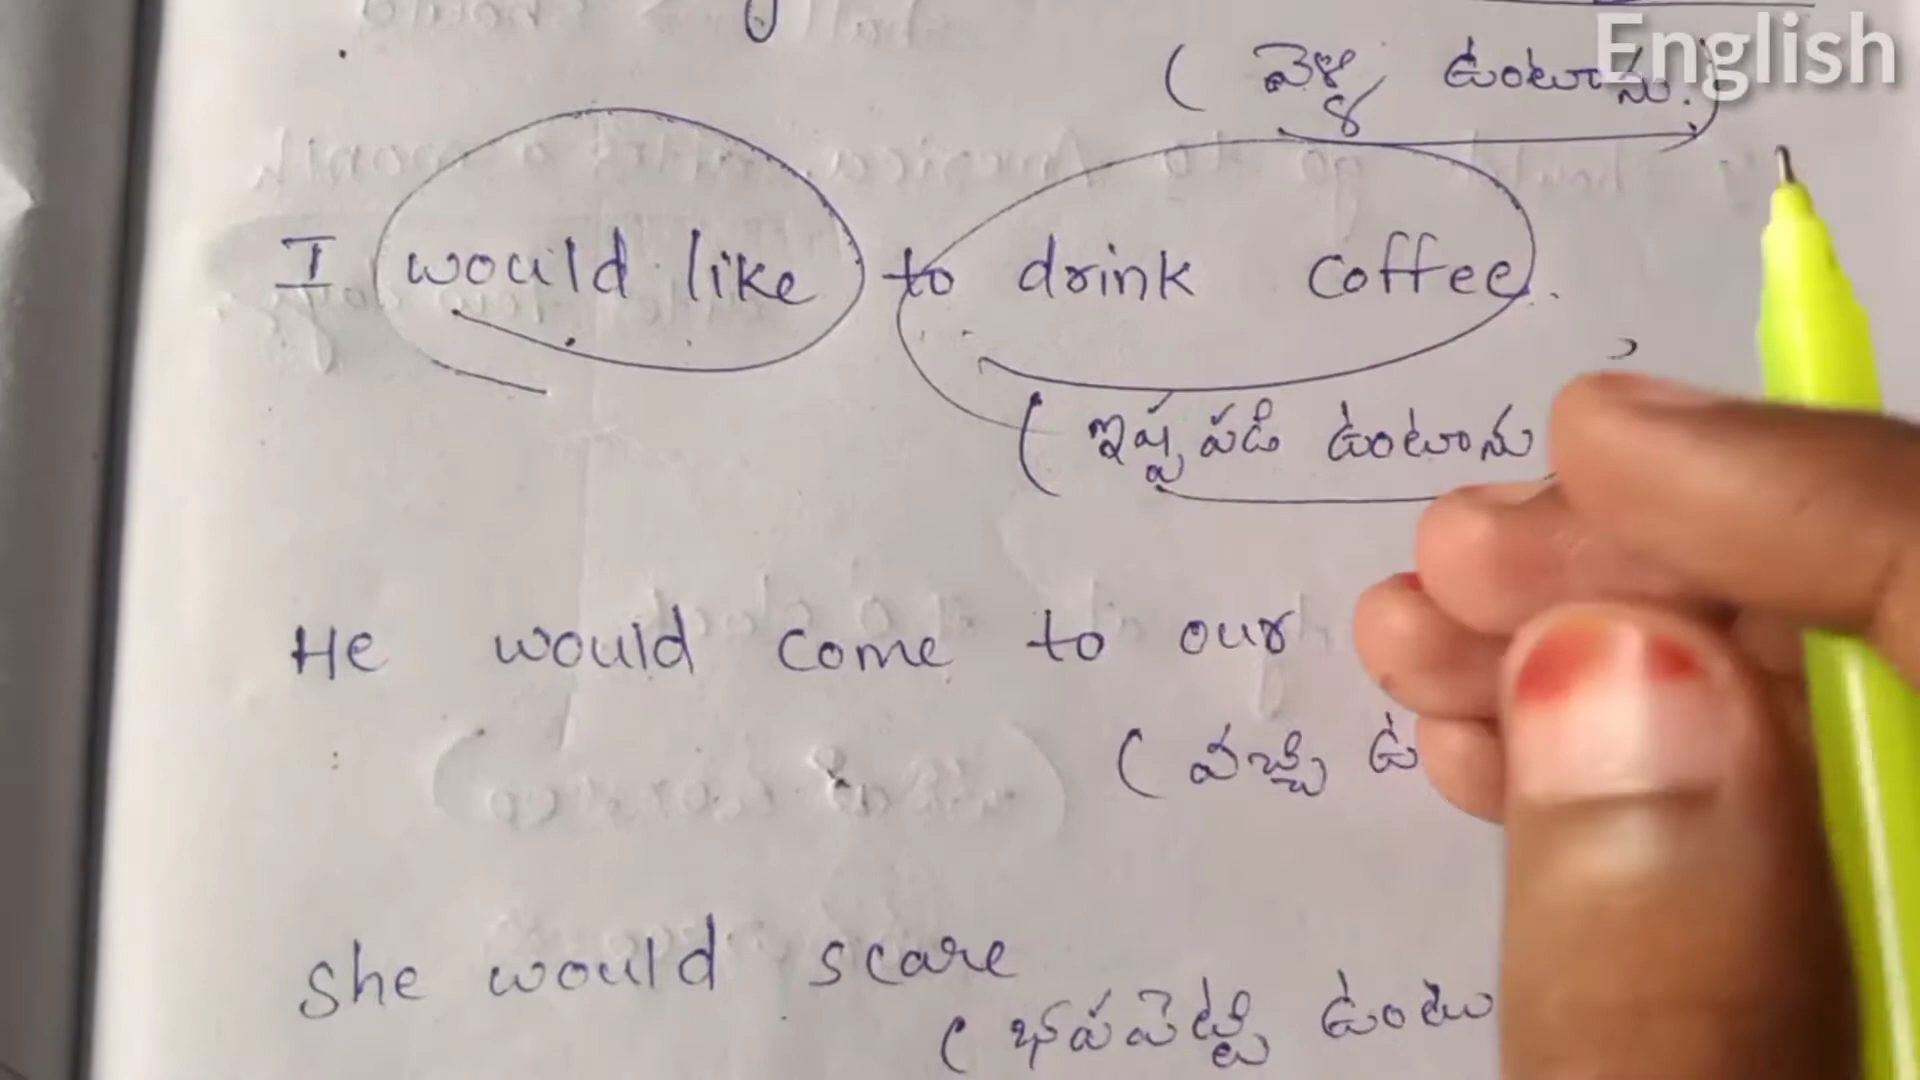 English
( వెళ్ళి ఉంటాను.)
I would like to drink coffee.
( ఇష్టపడి ఉంటాను
He would come to our
( వచ్చి ఉ
She would scare
( భయపెట్టి ఉంటు